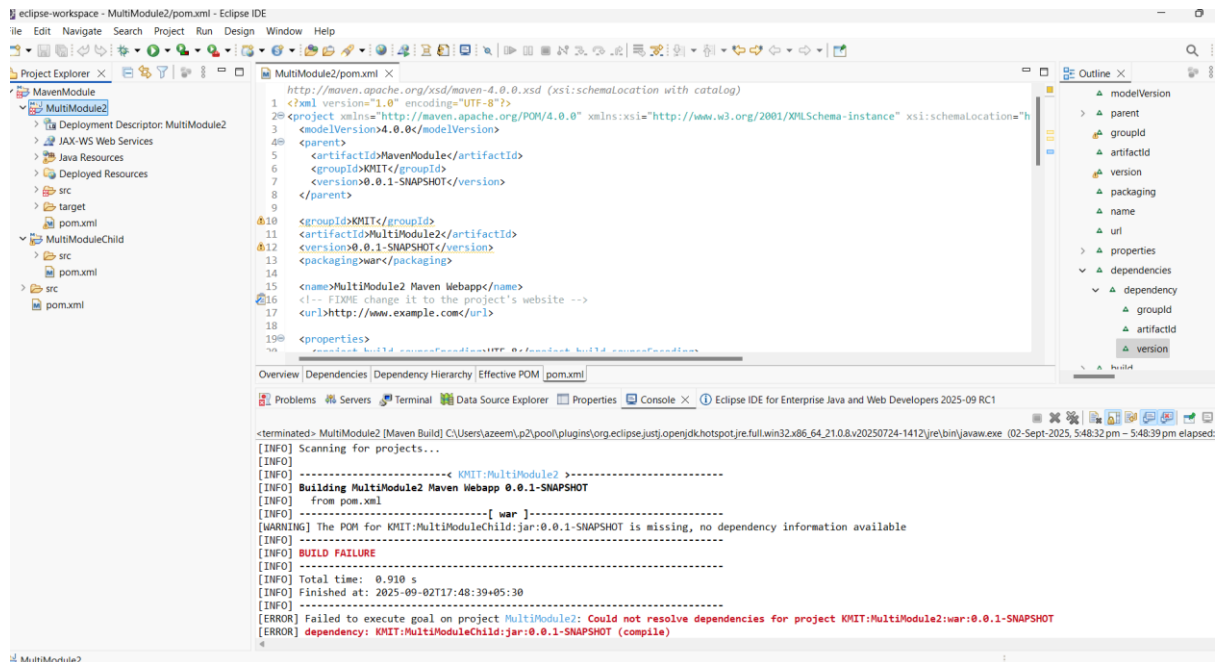 eclipse-workspace - MultiModule2/pom.xml - Eclipse IDE
File Edit Navigate Search Project Run Design Window Help
Project Explorer
MavenModule
MultiModule2
Deployment Descriptor: MultiModule2
JAX-WS Web Services
Java Resources
Deployed Resources
src
target
pom.xml
MultiModuleChild
src
pom.xml
src
pom.xml
MultiModule2/pom.xml
http://maven.apache.org/xsd/maven-4.0.0.xsd (xsi:schemaLocation with catalog)
1 <?xml version="1.0" encoding="UTF-8"?>
2 <project xmlns="http://maven.apache.org/POM/4.0.0" xmlns:xsi="http://www.w3.org/2001/XMLSchema-instance" xsi:schemaLocation="h
3 <modelVersion>4.0.0</modelVersion>
4 <parent>
5 <artifactId>MavenModule</artifactId>
6 <groupId>KMIT</groupId>
7 <version>0.0.1-SNAPSHOT</version>
8 </parent>
9
10 <groupId>KMIT</groupId>
11 <artifactId>MultiModule2</artifactId>
12 <version>0.0.1-SNAPSHOT</version>
13 <packaging>war</packaging>
14
15 <name>MultiModule2 Maven Webapp</name>
16 <!-- FIXME change it to the project's website -->
17 <url>http://www.example.com</url>
18
19 <properties>
Overview Dependencies Dependency Hierarchy Effective POM pom.xml
Outline
modelVersion
parent
groupId
artifactId
version
packaging
name
url
properties
dependencies
dependency
groupId
artifactId
version
build
Problems Servers Terminal Data Source Explorer Properties Console Eclipse IDE for Enterprise Java and Web Developers 2025-09 RC1
<terminated> MultiModule2 [Maven Build] C:\Users\azeem\.p2\pool\plugins\org.eclipse.justj.openjdk.hotspot.jre.full.win32.x86_64_21.0.8.v20250724-1412\jre\bin\javaw.exe (02-Sept-2025, 5:48:32 pm – 5:48:39 pm elapsed:
[INFO] Scanning for projects...
[INFO]
[INFO] -----------------------< KMIT:MultiModule2 >------------------------
[INFO] Building MultiModule2 Maven Webapp 0.0.1-SNAPSHOT
[INFO] from pom.xml
[INFO] --------------------------------[ war ]---------------------------------
[WARNING] The POM for KMIT:MultiModuleChild:jar:0.0.1-SNAPSHOT is missing, no dependency information available
[INFO] ------------------------------------------------------------------------
[INFO] BUILD FAILURE
[INFO] ------------------------------------------------------------------------
[INFO] Total time: 0.910 s
[INFO] Finished at: 2025-09-02T17:48:39+05:30
[INFO] ------------------------------------------------------------------------
[ERROR] Failed to execute goal on project MultiModule2: Could not resolve dependencies for project KMIT:MultiModule2:war:0.0.1-SNAPSHOT
[ERROR] dependency: KMIT:MultiModuleChild:jar:0.0.1-SNAPSHOT (compile)
MultiModule2